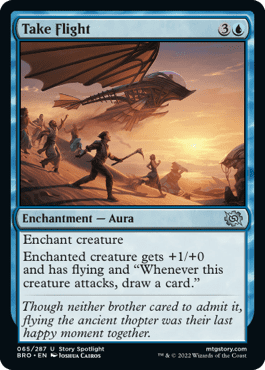 Take Flight 3
Enchantment — Aura
Enchant creature
Enchanted creature gets +1/+0
and has flying and “Whenever this
creature attacks, draw a card.”
Though neither brother cared to admit it,
flying the ancient thopter was their last
happy moment together.
065/287 U Story Spotlight mtgstory.com
BRO • EN Joshua Cairos ™ & © 2022 Wizards of the Coast